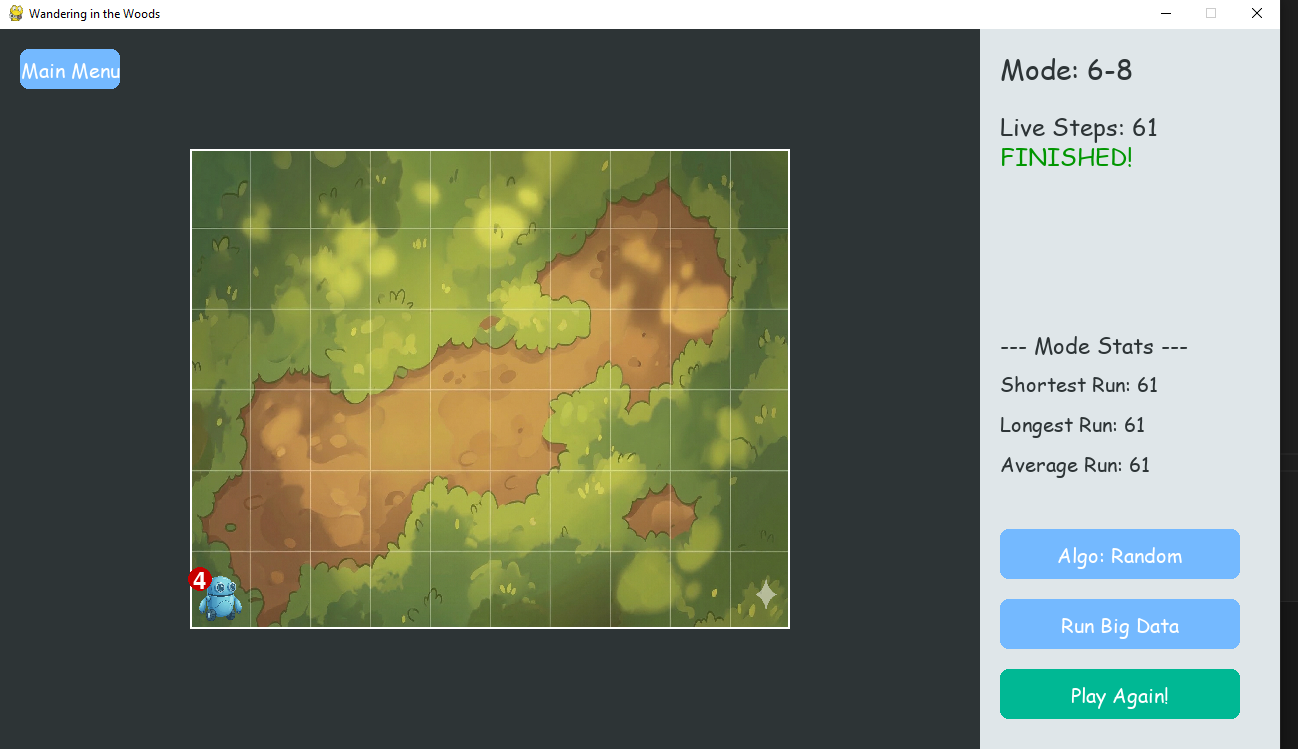 Wandering in the Woods
Main Menu
4
Mode: 6-8
Live Steps: 61
FINISHED!
--- Mode Stats ---
Shortest Run: 61
Longest Run: 61
Average Run: 61
Algo: Random
Run Big Data
Play Again!